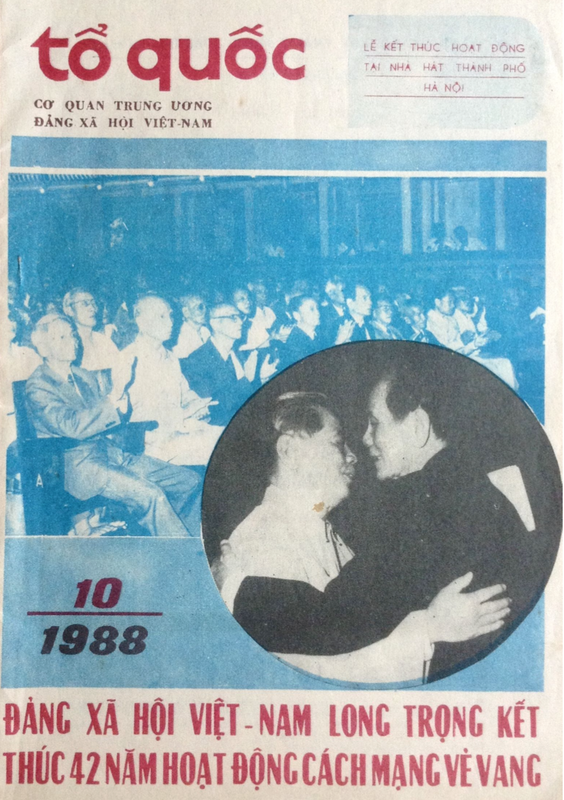 tổ quốc
CƠ QUAN TRUNG ƯƠNG
ĐẢNG XÃ HỘI VIỆT-NAM
LỄ KẾT THÚC HOẠT ĐỘNG
TẠI NHÀ HÁT THÀNH PHỐ
HÀ NỘI
A
10
1988
ĐẢNG XÃ HỘI VIỆT-NAM LONG TRỌNG KẾT
THÚC 42 NĂM HOẠT ĐỘNG CÁCH MẠNG VẺ VANG